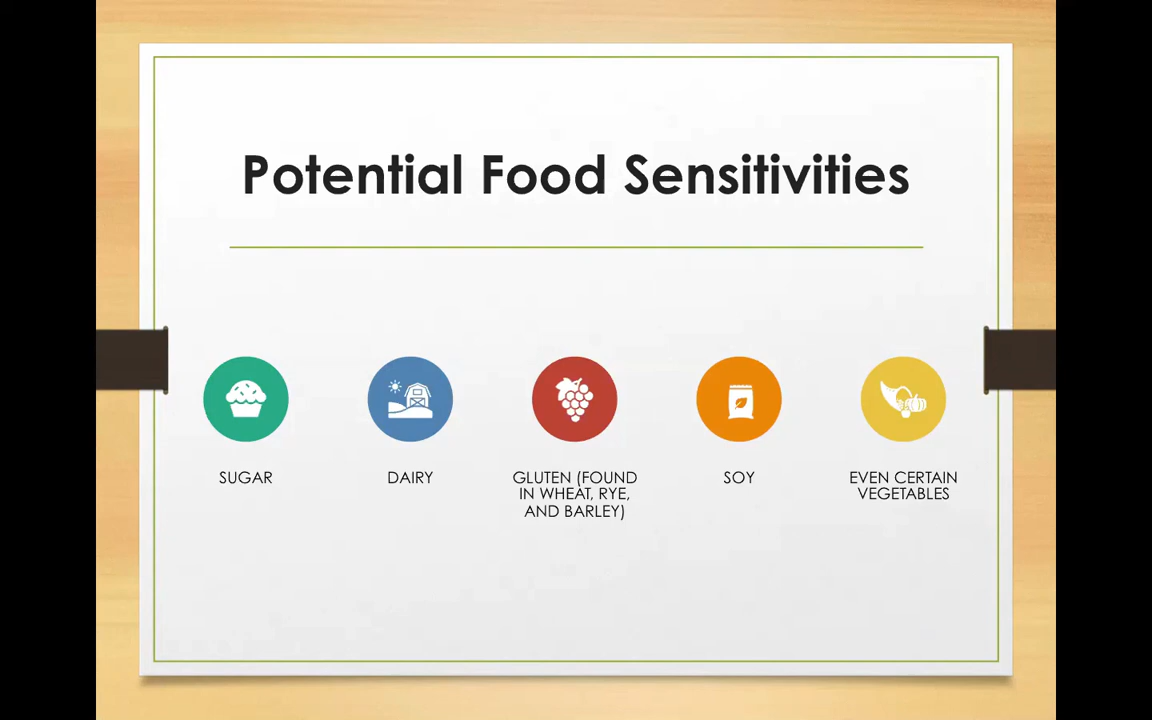 Potential Food Sensitivities
SUGAR
DAIRY
GLUTEN (FOUND
IN WHEAT, RYE,
AND BARLEY)
SOY
EVEN CERTAIN
VEGETABLES